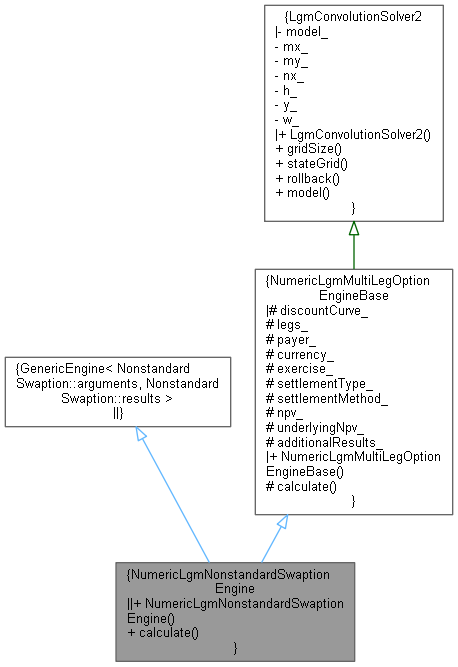 {LgmConvolutionSolver2
|- model_
- mx_
- my_
- nx_
- h_
- y_
- w_
|+ LgmConvolutionSolver2()
+ gridSize()
+ stateGrid()
+ rollback()
+ model()
}
{NumericLgmMultiLegOption
EngineBase
|# discountCurve_
# legs_
# payer_
# currency_
# exercise_
# settlementType_
# settlementMethod_
# npv_
# underlyingNpv_
# additionalResults_
|+ NumericLgmMultiLegOption
EngineBase()
# calculate()
}
{GenericEngine< Nonstandard
Swaption::arguments, Nonstandard
Swaption::results >
||}
{NumericLgmNonstandardSwaption
Engine
||+ NumericLgmNonstandardSwaption
Engine()
+ calculate()
}